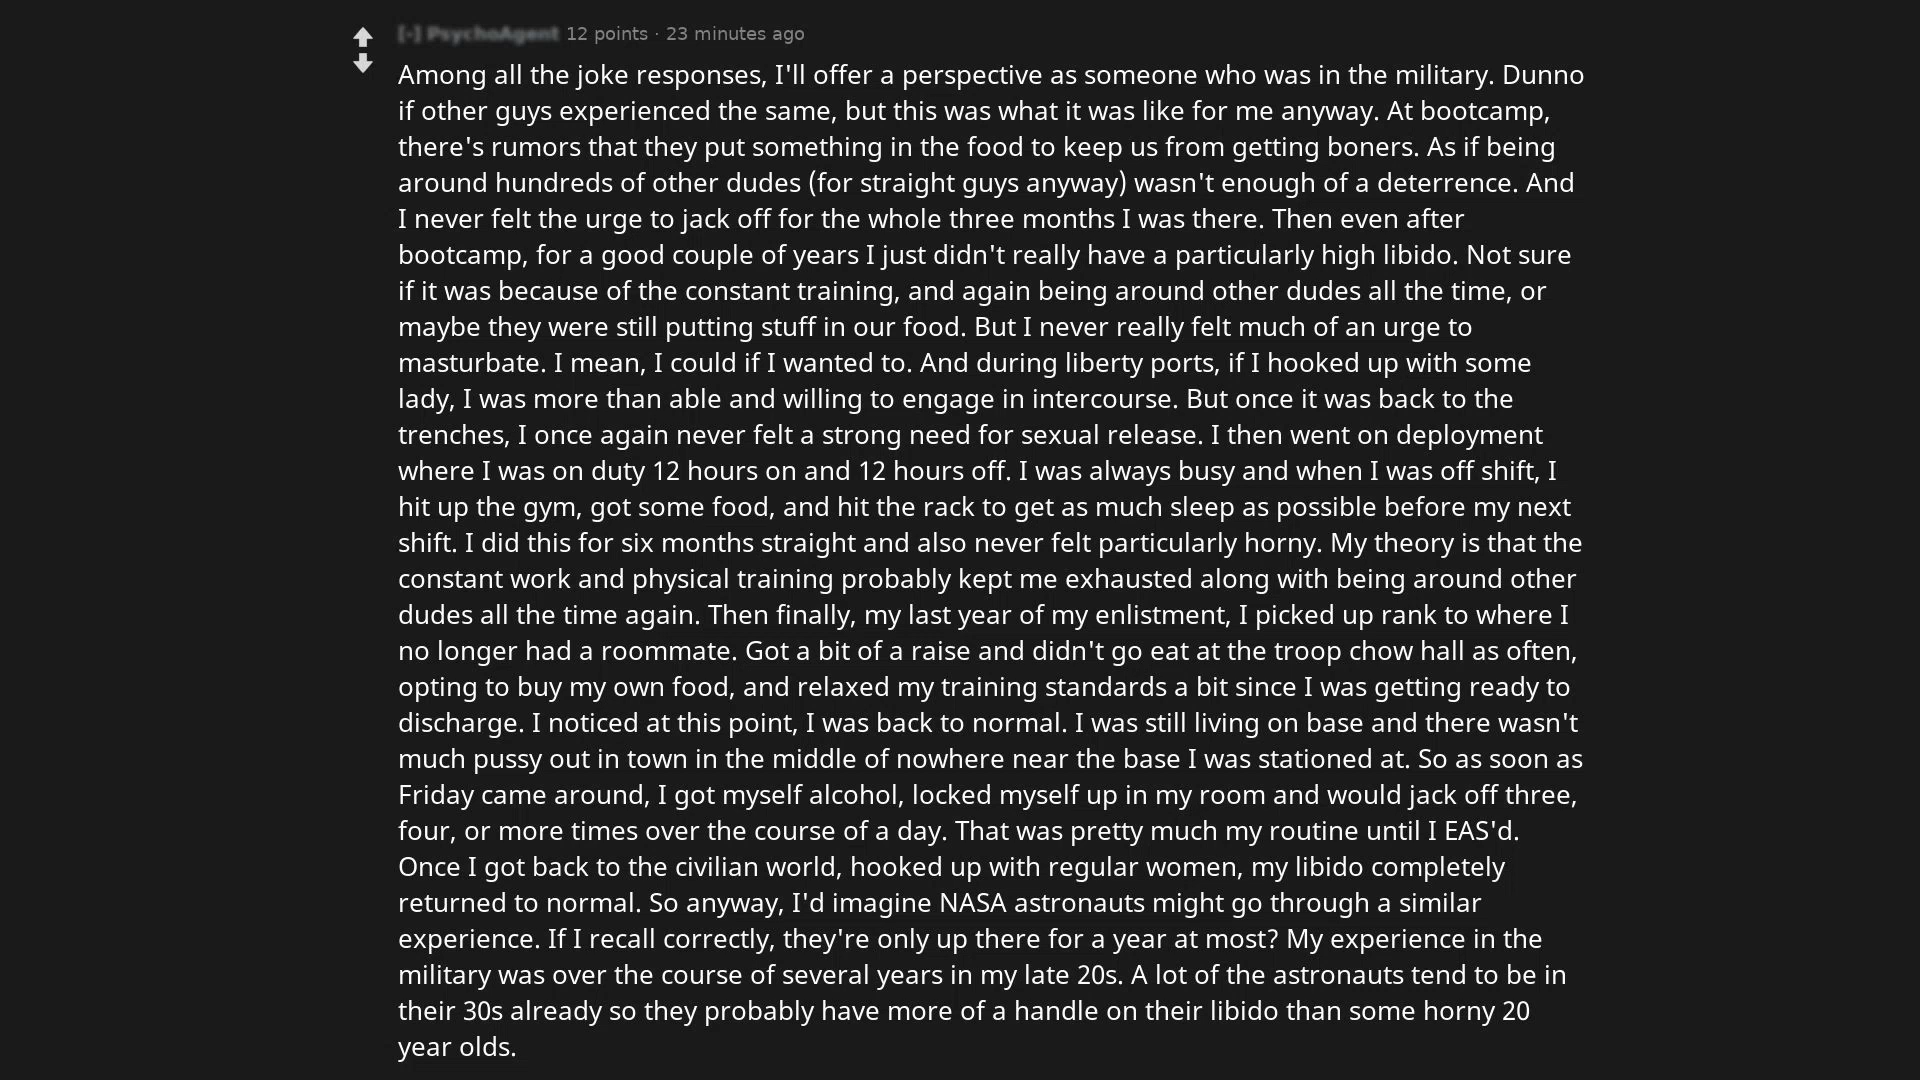 [-] PsychoAgent 12 points · 23 minutes ago
Among all the joke responses, I'll offer a perspective as someone who was in the military. Dunno
if other guys experienced the same, but this was what it was like for me anyway. At bootcamp,
there's rumors that they put something in the food to keep us from getting boners. As if being
around hundreds of other dudes (for straight guys anyway) wasn't enough of a deterrence. And
I never felt the urge to jack off for the whole three months I was there. Then even after
bootcamp, for a good couple of years I just didn't really have a particularly high libido. Not sure
if it was because of the constant training, and again being around other dudes all the time, or
maybe they were still putting stuff in our food. But I never really felt much of an urge to
masturbate. I mean, I could if I wanted to. And during liberty ports, if I hooked up with some
lady, I was more than able and willing to engage in intercourse. But once it was back to the
trenches, I once again never felt a strong need for sexual release. I then went on deployment
where I was on duty 12 hours on and 12 hours off. I was always busy and when I was off shift, I
hit up the gym, got some food, and hit the rack to get as much sleep as possible before my next
shift. I did this for six months straight and also never felt particularly horny. My theory is that the
constant work and physical training probably kept me exhausted along with being around other
dudes all the time again. Then finally, my last year of my enlistment, I picked up rank to where I
no longer had a roommate. Got a bit of a raise and didn't go eat at the troop chow hall as often,
opting to buy my own food, and relaxed my training standards a bit since I was getting ready to
discharge. I noticed at this point, I was back to normal. I was still living on base and there wasn't
much pussy out in town in the middle of nowhere near the base I was stationed at. So as soon as
Friday came around, I got myself alcohol, locked myself up in my room and would jack off three,
four, or more times over the course of a day. That was pretty much my routine until I EAS'd.
Once I got back to the civilian world, hooked up with regular women, my libido completely
returned to normal. So anyway, I'd imagine NASA astronauts might go through a similar
experience. If I recall correctly, they're only up there for a year at most? My experience in the
military was over the course of several years in my late 20s. A lot of the astronauts tend to be in
their 30s already so they probably have more of a handle on their libido than some horny 20
year olds.